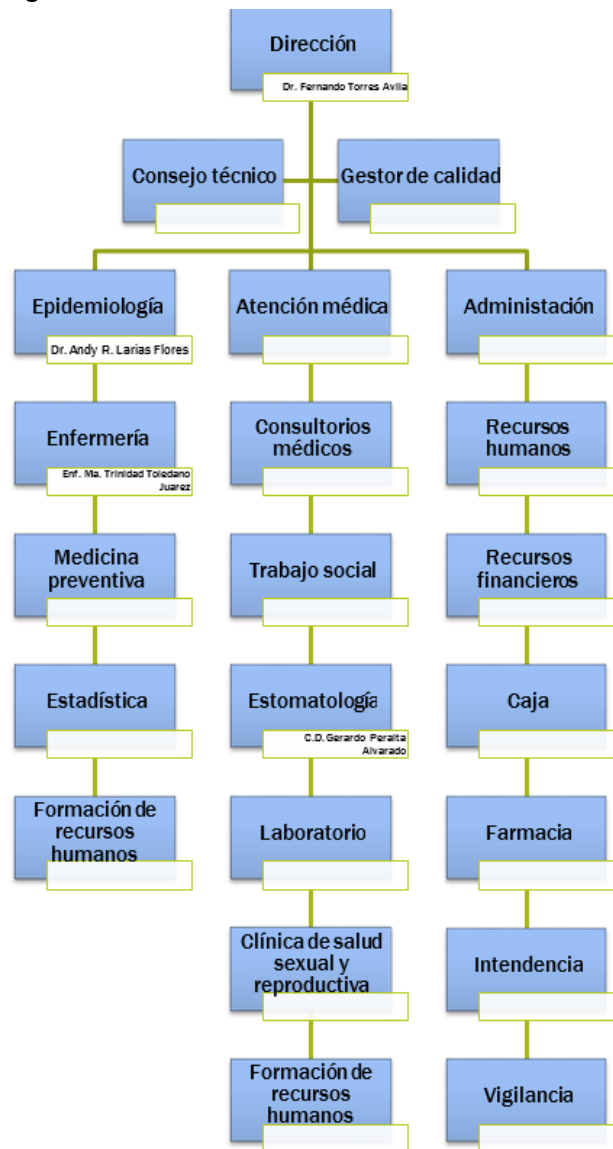 Dirección
Dr. Fernando Torres Avila
Consejo técnico
Gestor de calidad
Epidemiología
Dr. Andy R. Larias Flores
Atención médica
Administación
Enfermería
Enf. Ma. Trinidad Toledano
Juarez
Consultorios
médicos
Recursos
humanos
Medicina
preventiva
Trabajo social
Recursos
financieros
Estadística
Estomatología
C.D. Gerardo Peralta
Alvarado
Caja
Formación de
recursos
humanos
Laboratorio
Farmacia
Clínica de salud
sexual y
reproductiva
Intendencia
Formación de
recursos
humanos
Vigilancia